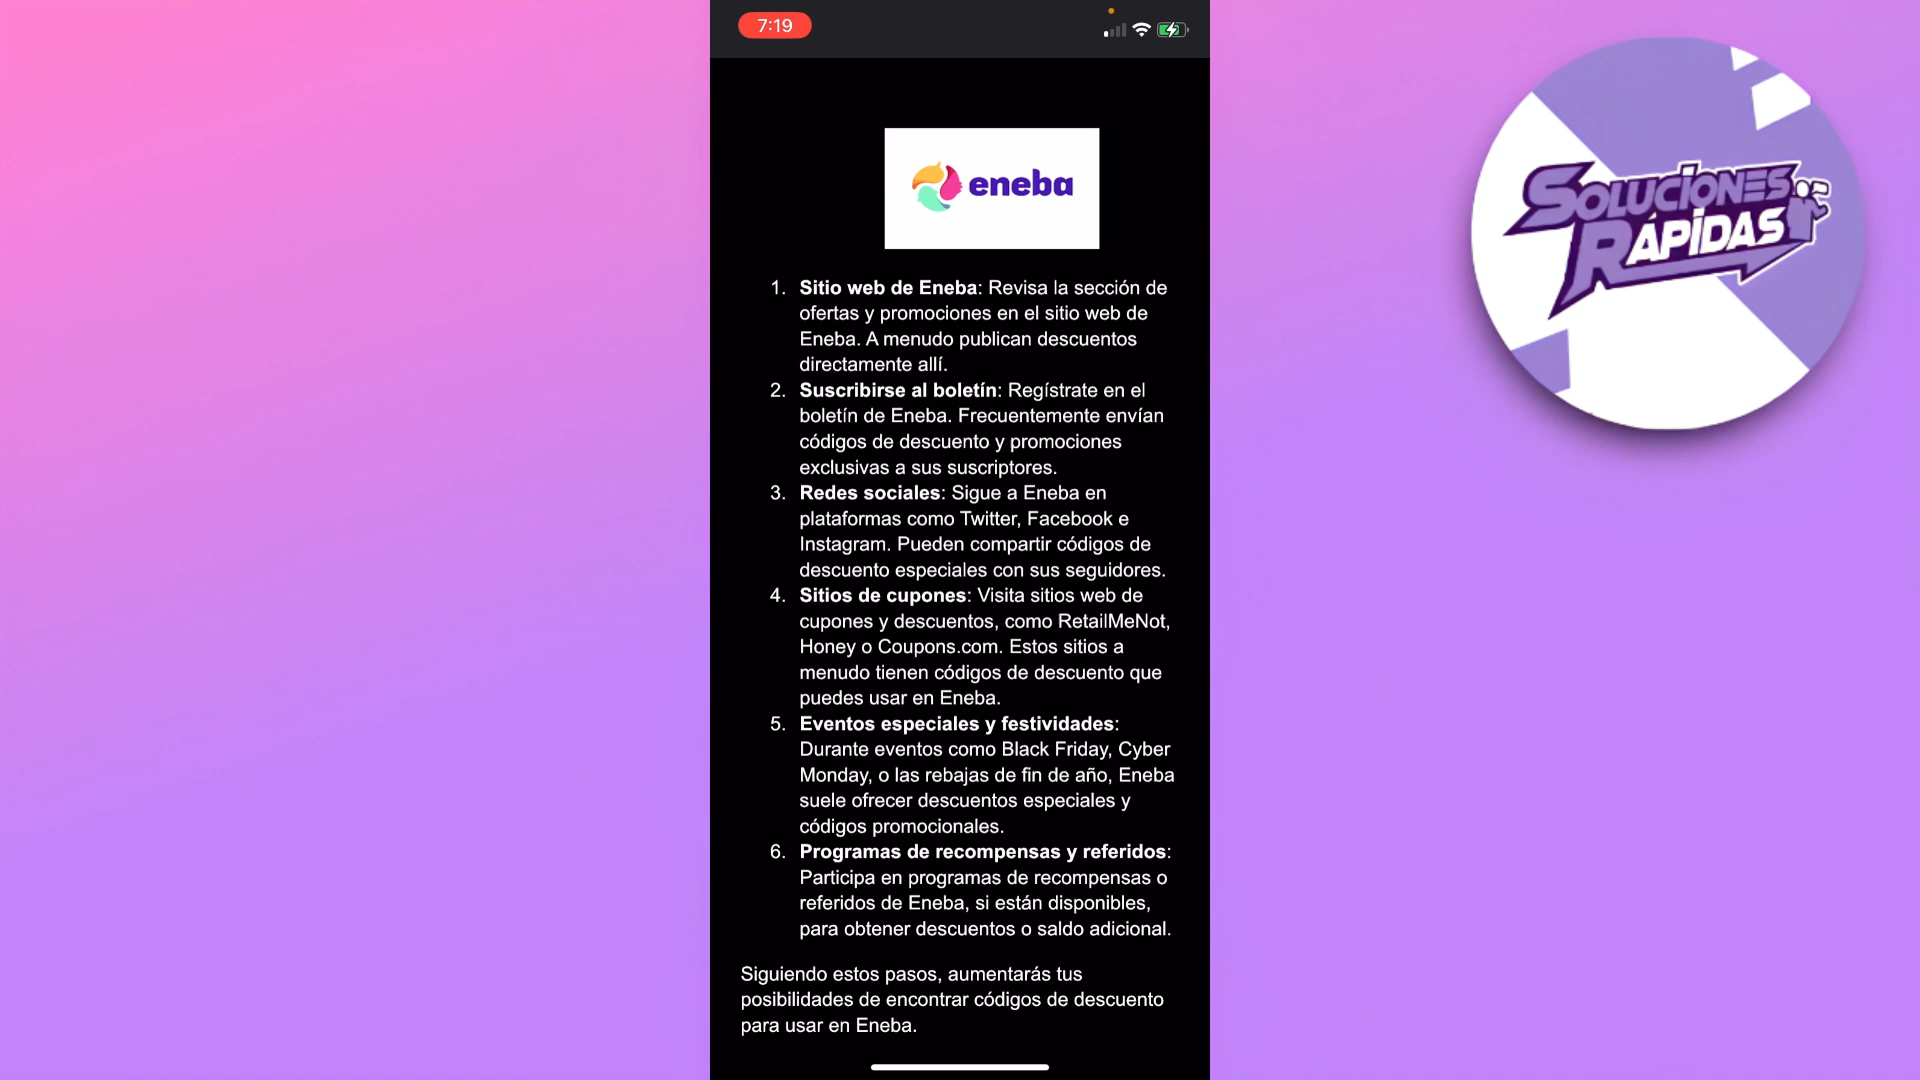 7:19
eneba
SOLUCIONES
RÁPIDAS
1. Sitio web de Eneba: Revisa la sección de
ofertas y promociones en el sitio web de
Eneba. A menudo publican descuentos
directamente allí.
2. Suscribirse al boletín: Regístrate en el
boletín de Eneba. Frecuentemente envían
códigos de descuento y promociones
exclusivas a sus suscriptores.
3. Redes sociales: Sigue a Eneba en
plataformas como Twitter, Facebook e
Instagram. Pueden compartir códigos de
descuento especiales con sus seguidores.
4. Sitios de cupones: Visita sitios web de
cupones y descuentos, como RetailMeNot,
Honey o Coupons.com. Estos sitios a
menudo tienen códigos de descuento que
puedes usar en Eneba.
5. Eventos especiales y festividades:
Durante eventos como Black Friday, Cyber
Monday, o las rebajas de fin de año, Eneba
suele ofrecer descuentos especiales y
códigos promocionales.
6. Programas de recompensas y referidos:
Participa en programas de recompensas o
referidos de Eneba, si están disponibles,
para obtener descuentos o saldo adicional.
Siguiendo estos pasos, aumentarás tus
posibilidades de encontrar códigos de descuento
para usar en Eneba.